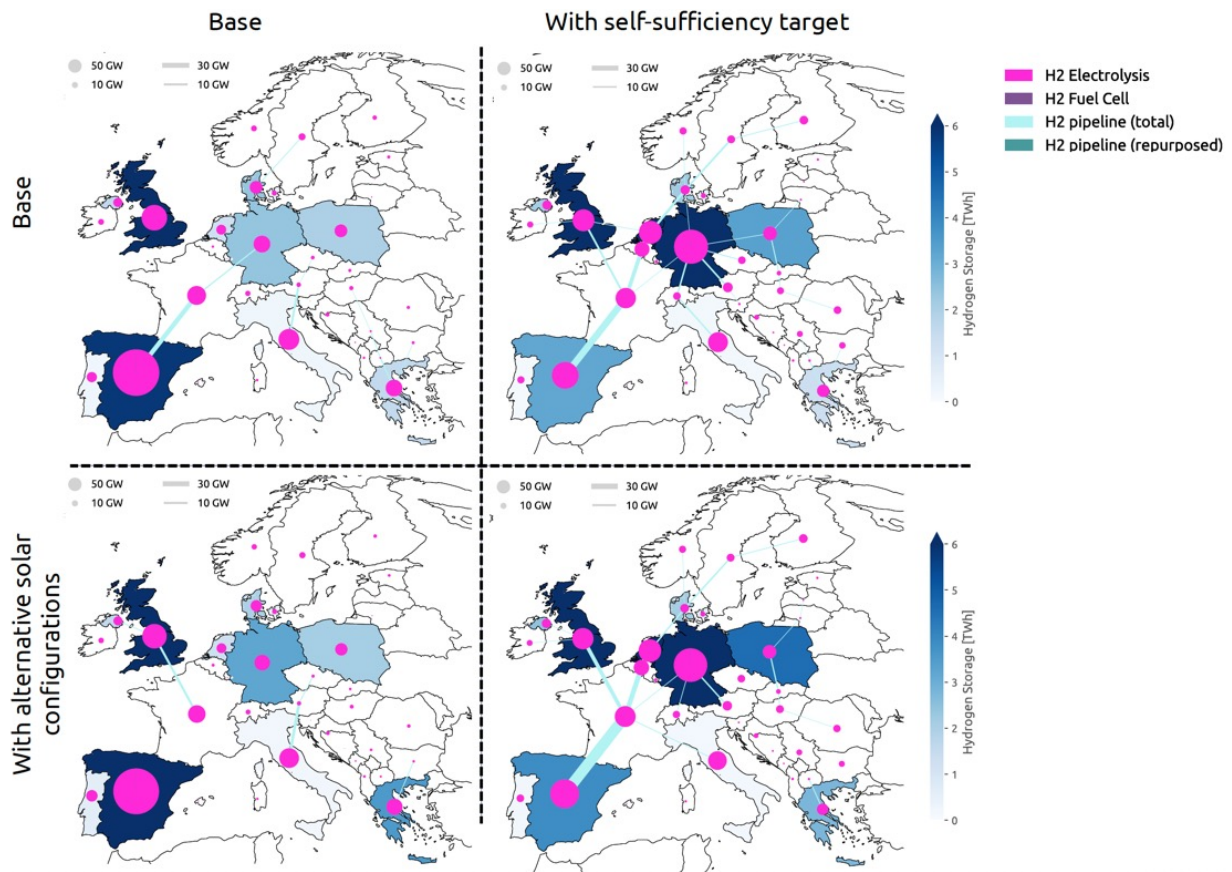 Base
With self-sufficiency target
Base
50 GW
30 GW
10 GW
10 GW
50 GW
30 GW
10 GW
10 GW
6
5
4
3
2
1
0
Hydrogen Storage [TWh]
H2 Electrolysis
H2 Fuel Cell
H2 pipeline (total)
H2 pipeline (repurposed)
With alternative solar
configurations
50 GW
30 GW
10 GW
10 GW
50 GW
30 GW
10 GW
10 GW
6
5
4
3
2
1
0
Hydrogen Storage [TWh]